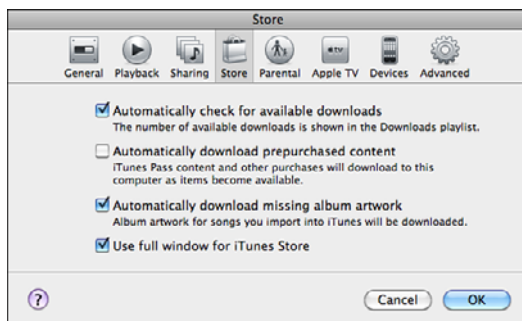 Store
General Playback Sharing Store Parental Apple TV Devices Advanced
Automatically check for available downloads
The number of available downloads is shown in the Downloads playlist.
Automatically download prepurchased content
iTunes Pass content and other purchases will download to this
computer as items become available.
Automatically download missing album artwork
Album artwork for songs you import into iTunes will be downloaded.
Use full window for iTunes Store
? Cancel OK